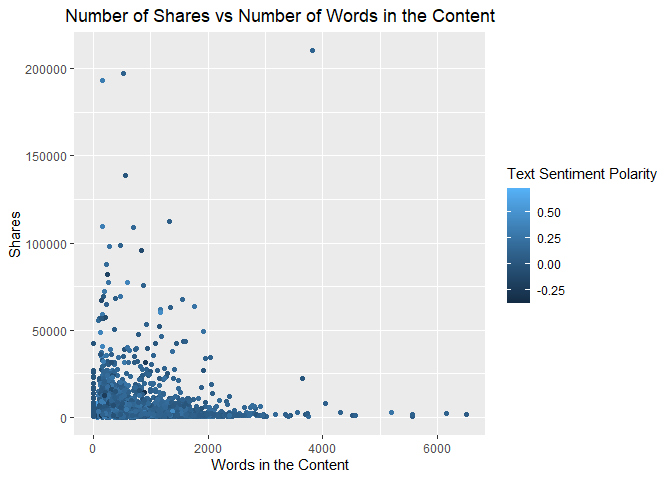 Number of Shares vs Number of Words in the Content
200000
150000
100000
50000
0
Shares
0 2000 4000 6000
Words in the Content
Text Sentiment Polarity
0.50
0.25
0.00
-0.25